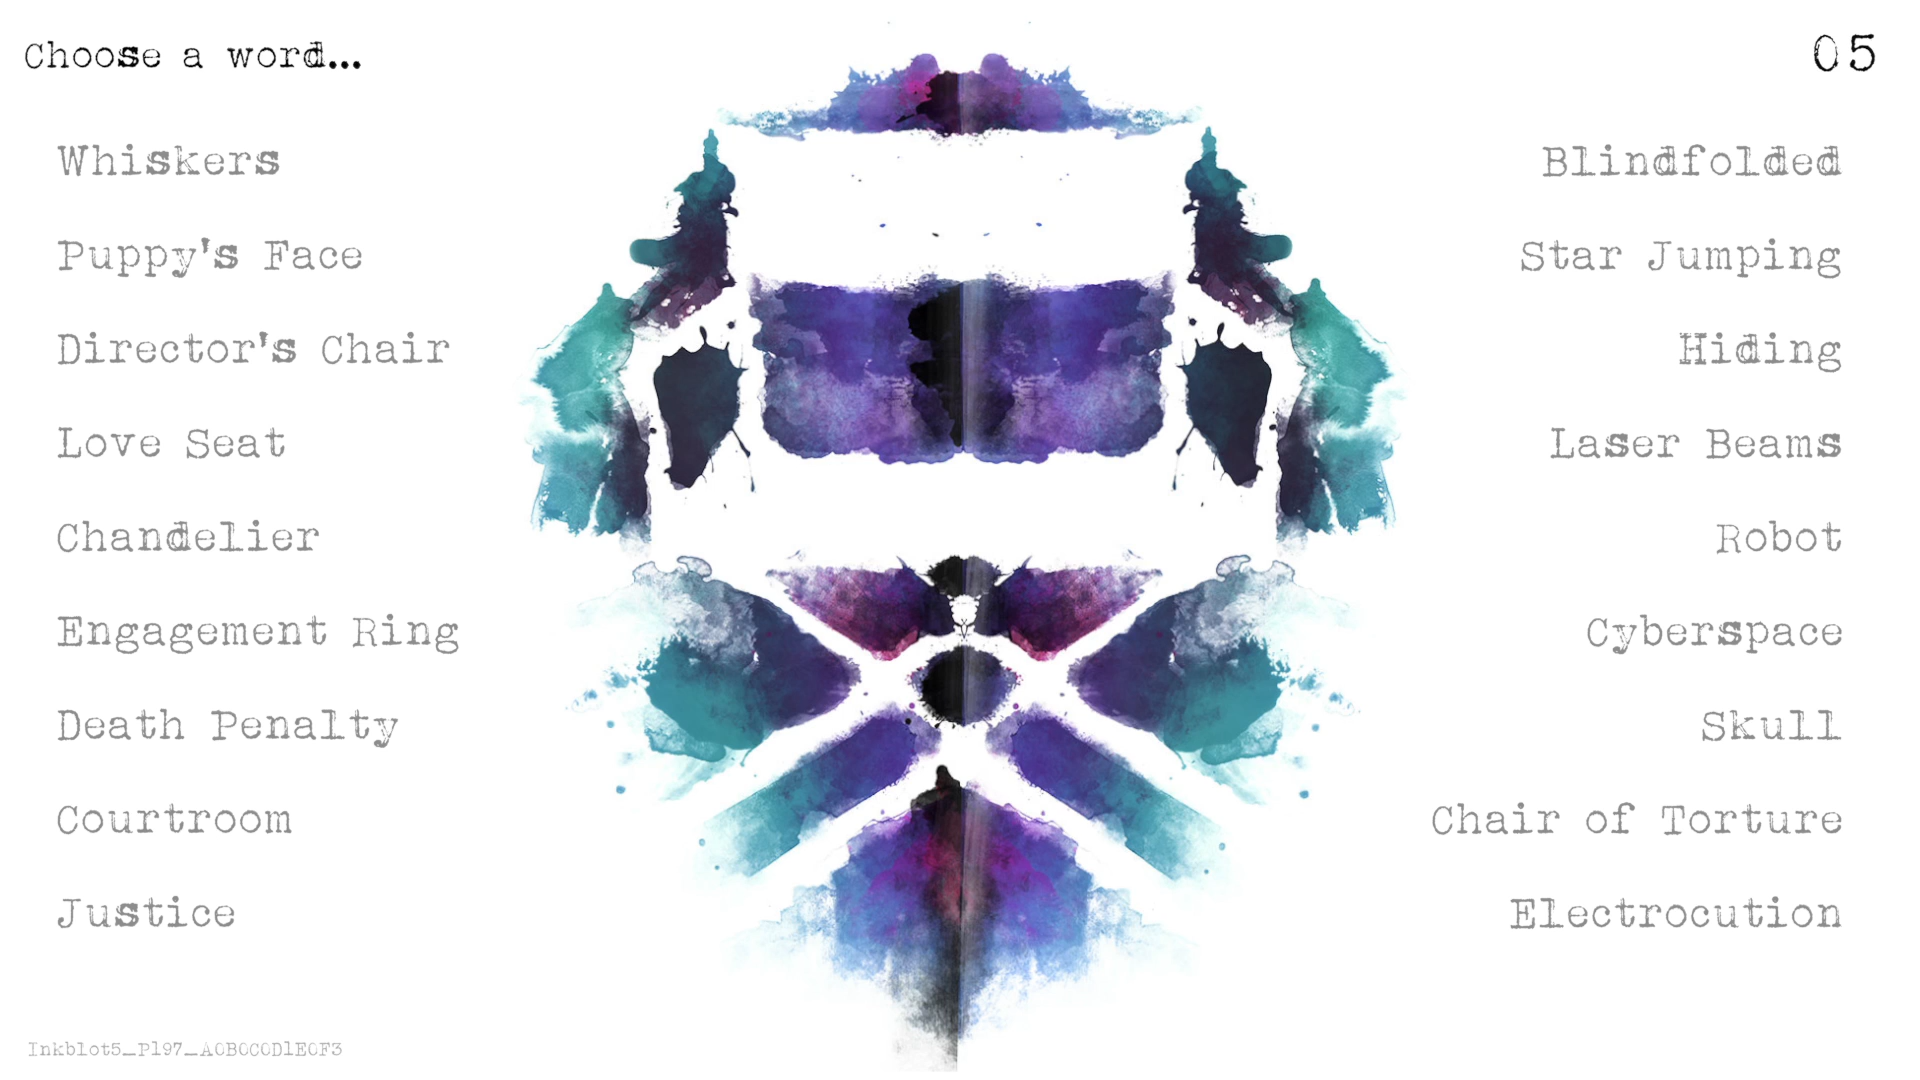 Choose a word...
05
Whiskers
Puppy's Face
Director's Chair
Love Seat
Chandelier
Engagement Ring
Death Penalty
Courtroom
Justice
Blindfolded
Star Jumping
Hiding
Laser Beams
Robot
Cyberspace
Skull
Chair of Torture
Electrocution
Inkblot5_P197_A0B0C0D1E0F3